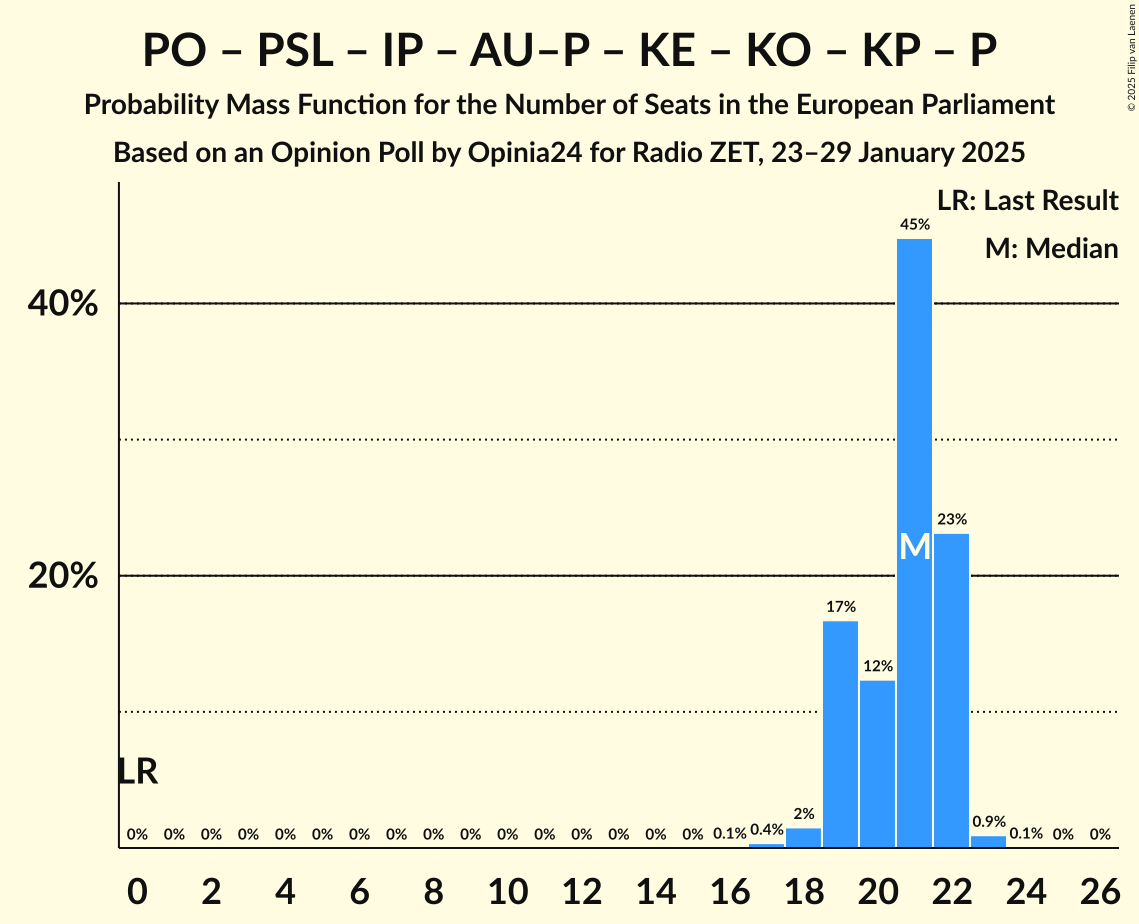 PO – PSL – IP – AU–P – KE – KO – KP – P
Probability Mass Function for the Number of Seats in the European Parliament
Based on an Opinion Poll by Opinia24 for Radio ZET, 23–29 January 2025
© 2025 Filip van Laenen
LR: Last Result
M: Median
45%
40%
23%
M
20%
17%
12%
LR
0% 0% 0% 0% 0% 0% 0% 0% 0% 0% 0% 0% 0% 0% 0% 0% 0.1% 0.4% 2% 0.9% 0.1% 0% 0%
0 2 4 6 8 10 12 14 16 18 20 22 24 26